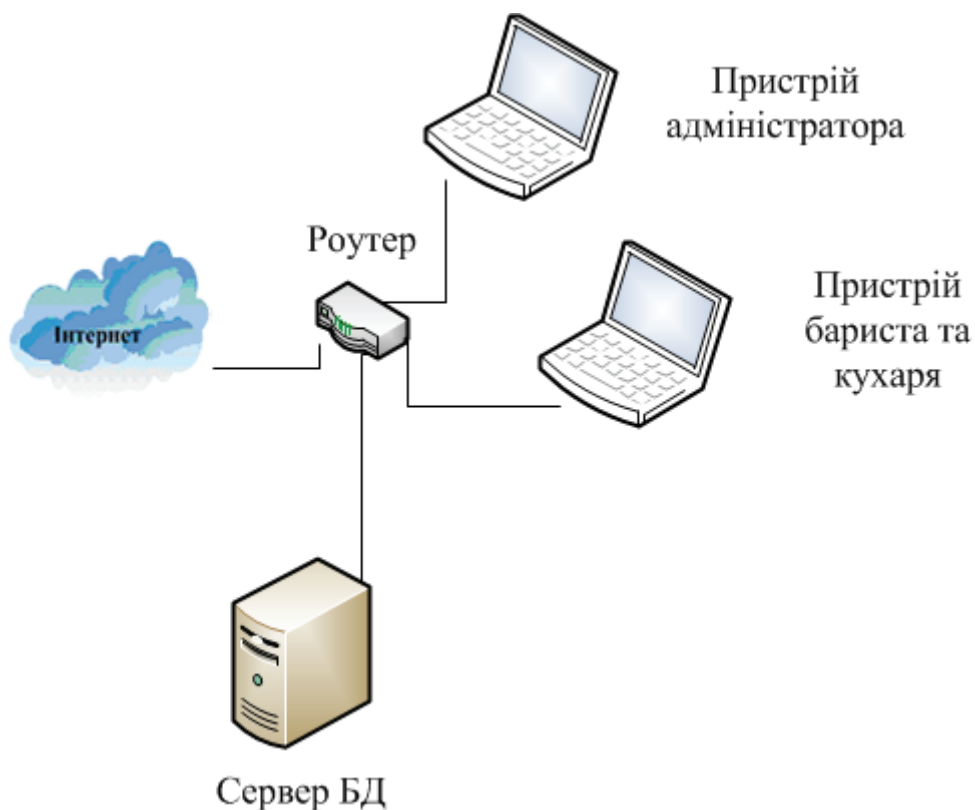 Пристрій
адміністратора
Роутер
Інтернет
Пристрій
бариста та
кухаря
Сервер БД